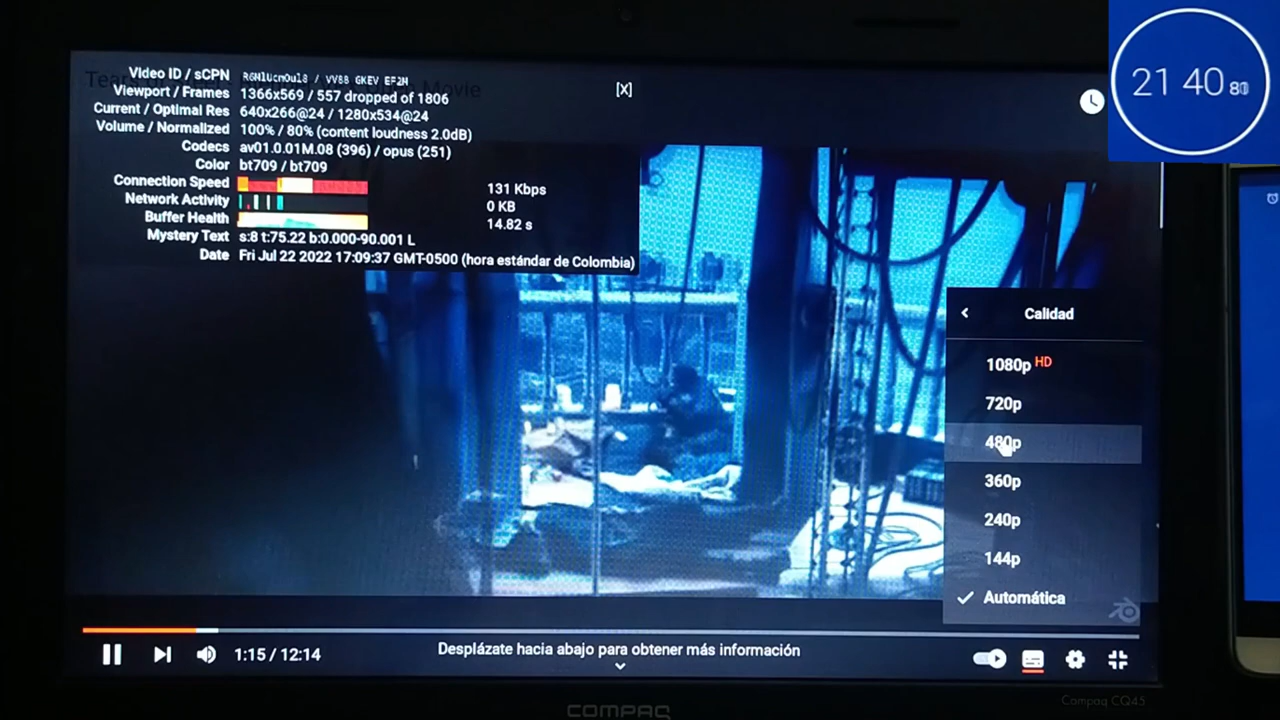 Video ID / sCPN R6N1UcmOul8 / VV88 GKEV EF2H
Viewport / Frames 1366x569 / 557 dropped of 1806
Current / Optimal Res 640x266@24 / 1280x534@24
Volume / Normalized 100% / 80% (content loudness 2.0dB)
Codecs av01.0.01M.08 (396) / opus (251)
Color bt709 / bt709
Connection Speed 131 Kbps
Network Activity 0 KB
Buffer Health 14.82 s
Mystery Text s:8 t:75.22 b:0.000-90.001 L
Date Fri Jul 22 2022 17:09:37 GMT-0500 (hora estándar de Colombia)
[X]
21 40 80
Calidad
1080p HD
720p
480p
360p
240p
144p
Automática
1:15 / 12:14
Desplázate hacia abajo para obtener más información
COMPAQ
Compaq CQ45